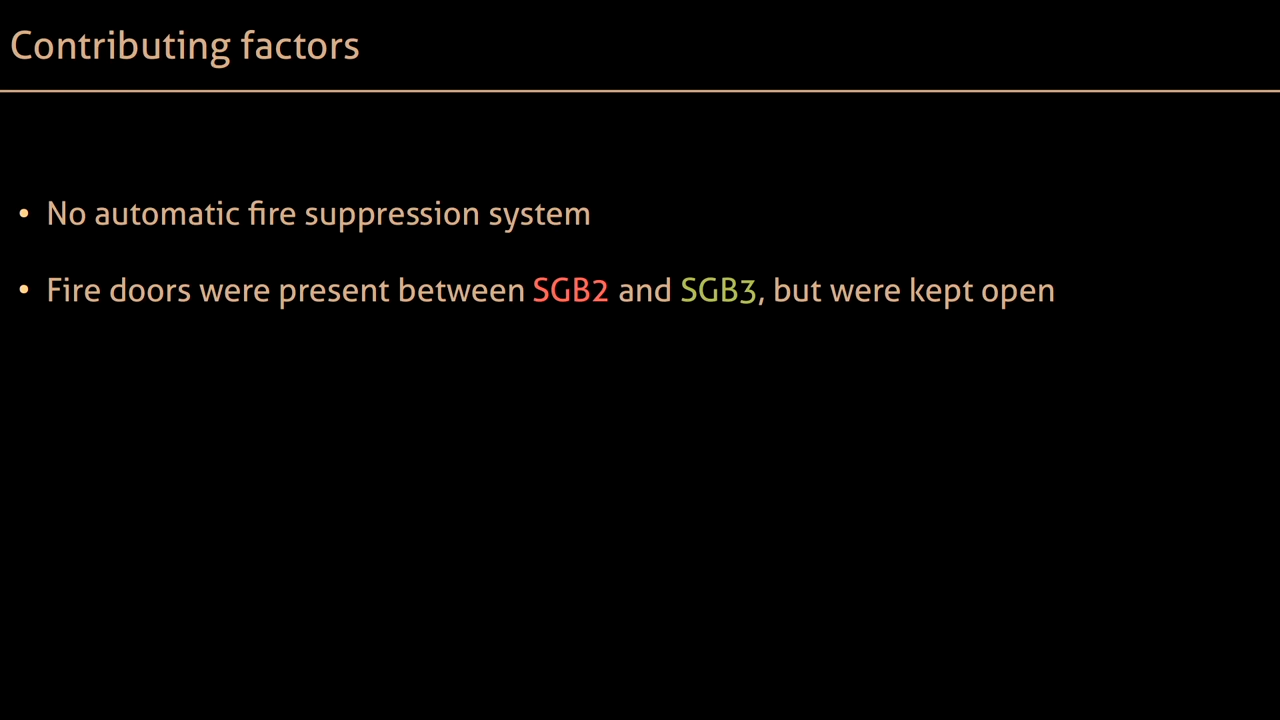 Contributing factors
• No automatic fire suppression system
• Fire doors were present between SGB2 and SGB3, but were kept open